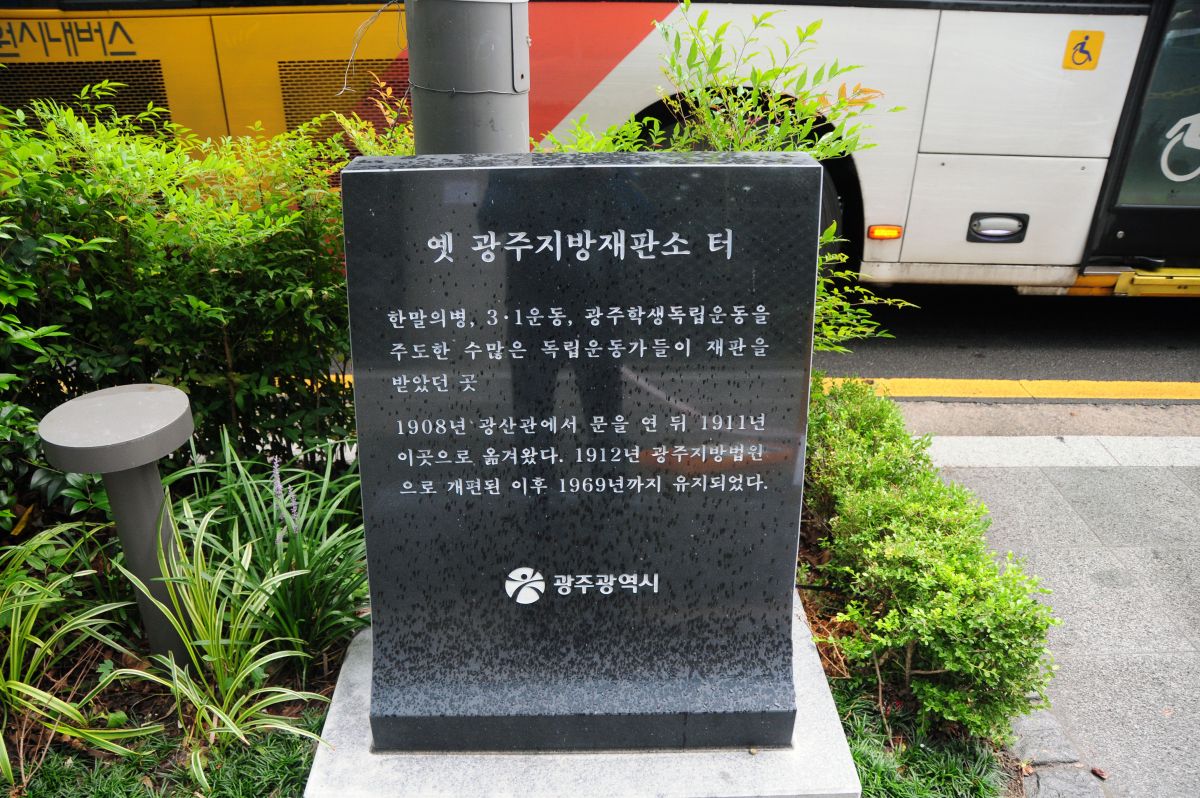 원시내버스
옛 광주지방재판소 터
한말의병, 3·1운동, 광주학생독립운동을
주도한 수많은 독립운동가들이 재판을
받았던 곳
1908년 광산관에서 문을 연 뒤 1911년
이곳으로 옮겨왔다. 1912년 광주지방법원
으로 개편된 이후 1969년까지 유지되었다.
광주광역시